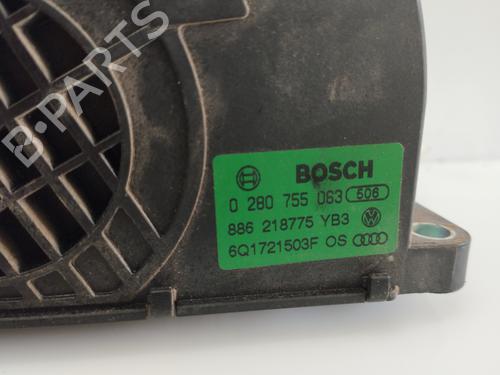 B-PARTS
BOSCH
0 280 755 063 506
886 218775 YB3
6Q1721503F OS